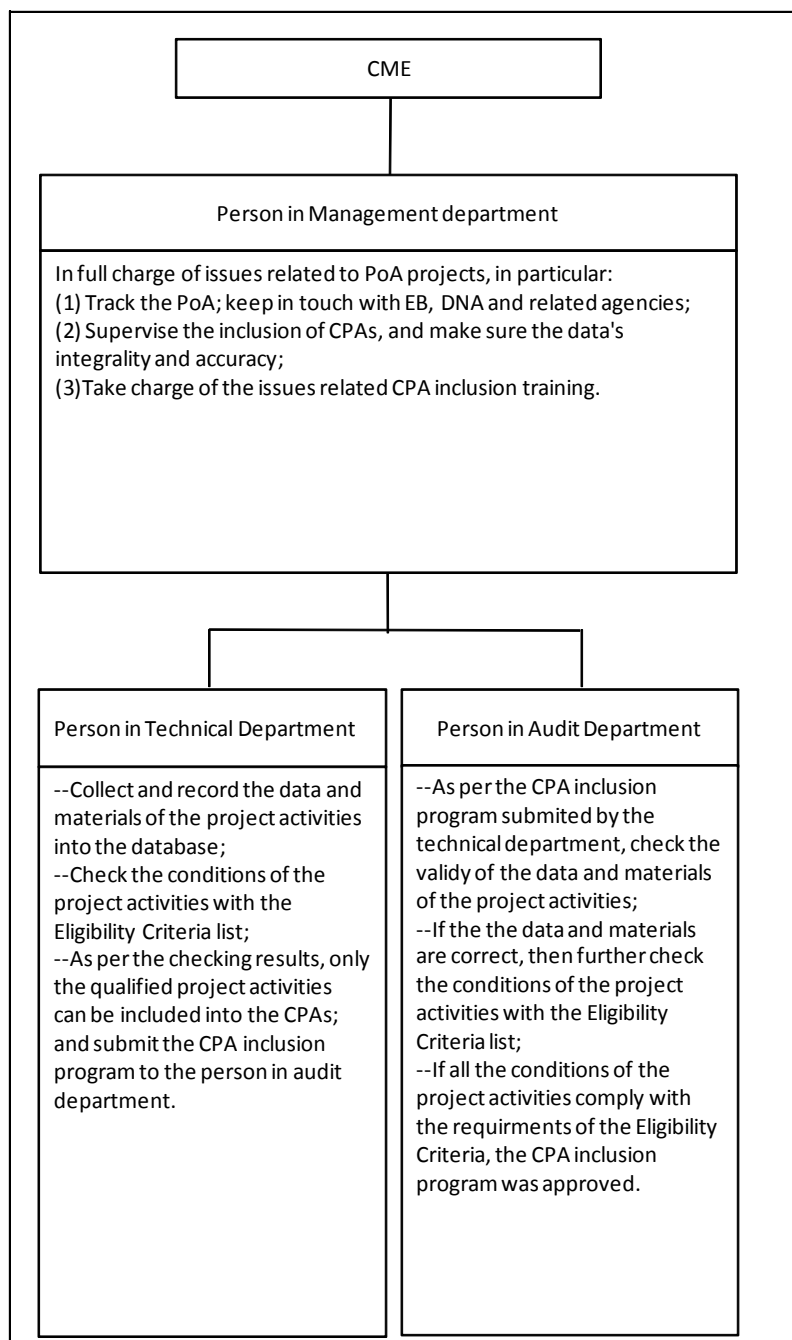 CME
Person in Management department
In full charge of issues related to PoA projects, in particular:
(1) Track the PoA; keep in touch with EB, DNA and related agencies;
(2) Supervise the inclusion of CPAs, and make sure the data's
integrality and accuracy;
(3)Take charge of the issues related CPA inclusion training.
Person in Technical Department
--Collect and record the data and
materials of the project activities
into the database;
--Check the conditions of the
project activities with the
Eligibility Criteria list;
--As per the checking results, only
the qualified project activities
can be included into the CPAs;
and submit the CPA inclusion
program to the person in audit
department.
Person in Audit Department
--As per the CPA inclusion
program submited by the
technical department, check the
validy of the data and materials
of the project activities;
--If the the data and materials
are correct, then further check
the conditions of the project
activities with the Eligibility
Criteria list;
--If all the conditions of the
project activities comply with
the requirments of the Eligibility
Criteria, the CPA inclusion
program was approved.